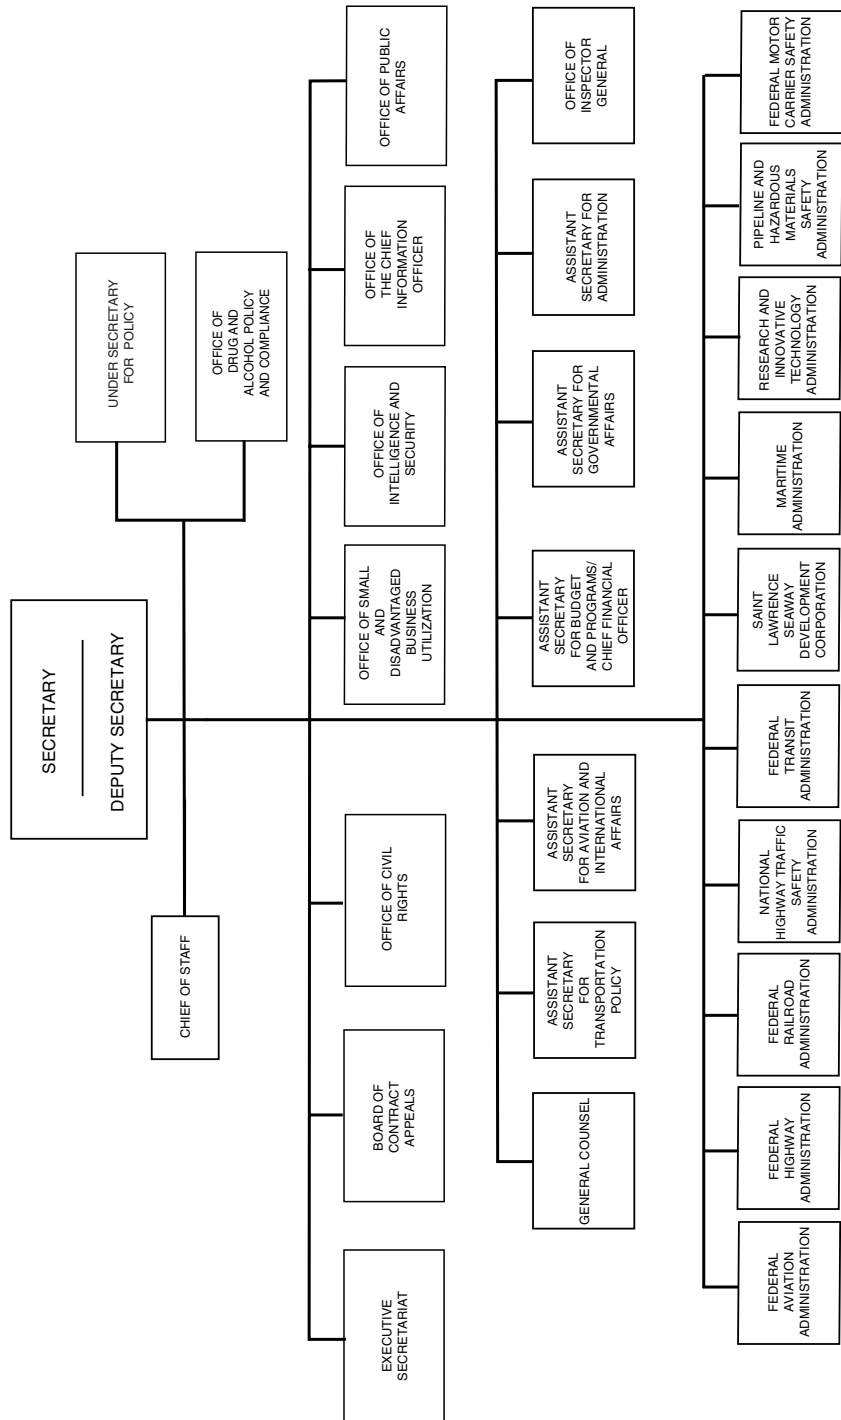 SECRETARY
DEPUTY SECRETARY
CHIEF OF STAFF
UNDER SECRETARY
FOR POLICY
OFFICE OF
DRUG AND
ALCOHOL POLICY
AND COMPLIANCE
EXECUTIVE
SECRETARIAT
BOARD OF
CONTRACT
APPEALS
OFFICE OF CIVIL
RIGHTS
OFFICE OF SMALL
AND
DISADVANTAGED
BUSINESS
UTILIZATION
OFFICE OF
INTELLIGENCE AND
SECURITY
OFFICE OF
THE CHIEF
INFORMATION
OFFICER
OFFICE OF PUBLIC
AFFAIRS
GENERAL COUNSEL
ASSISTANT
SECRETARY
FOR
TRANSPORTATION
POLICY
ASSISTANT
SECRETARY
FOR AVIATION AND
INTERNATIONAL
AFFAIRS
ASSISTANT
SECRETARY
FOR BUDGET
AND PROGRAMS/
CHIEF FINANCIAL
OFFICER
ASSISTANT
SECRETARY FOR
GOVERNMENTAL
AFFAIRS
ASSISTANT
SECRETARY FOR
ADMINISTRATION
OFFICE OF
INSPECTOR
GENERAL
FEDERAL
AVIATION
ADMINISTRATION
FEDERAL
HIGHWAY
ADMINISTRATION
FEDERAL
RAILROAD
ADMINISTRATION
NATIONAL
HIGHWAY TRAFFIC
SAFETY
ADMINISTRATION
FEDERAL
TRANSIT
ADMINISTRATION
SAINT
LAWRENCE
SEAWAY
DEVELOPMENT
CORPORATION
MARITIME
ADMINISTRATION
RESEARCH AND
INNOVATIVE
TECHNOLOGY
ADMINISTRATION
PIPELINE AND
HAZARDOUS
MATERIALS
SAFETY
ADMINISTRATION
FEDERAL MOTOR
CARRIER SAFETY
ADMINISTRATION